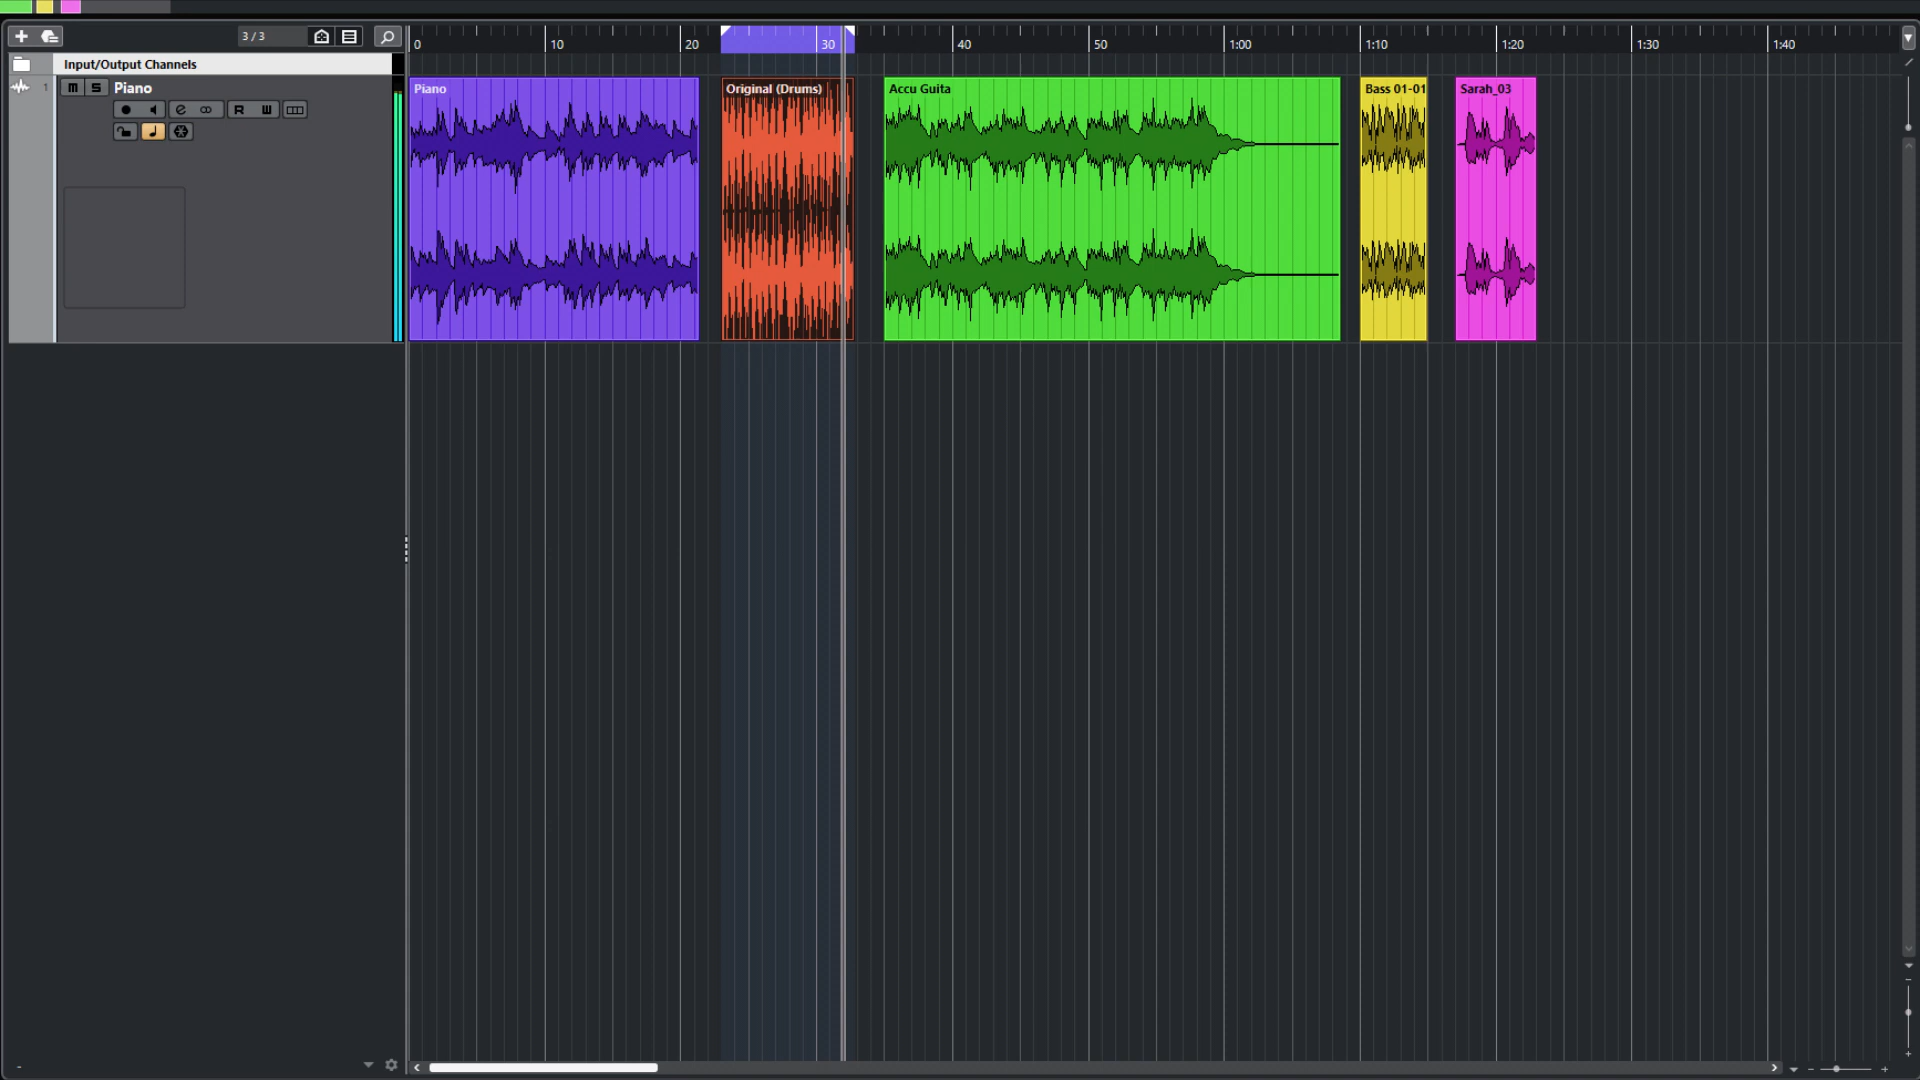 3 / 3
0 10 20 30 40 50 1:00 1:10 1:20 1:30 1:40
Input/Output Channels
1 m S Piano
e R W
Piano
Original (Drums)
Accu Guita
Bass 01-01
Sarah_03